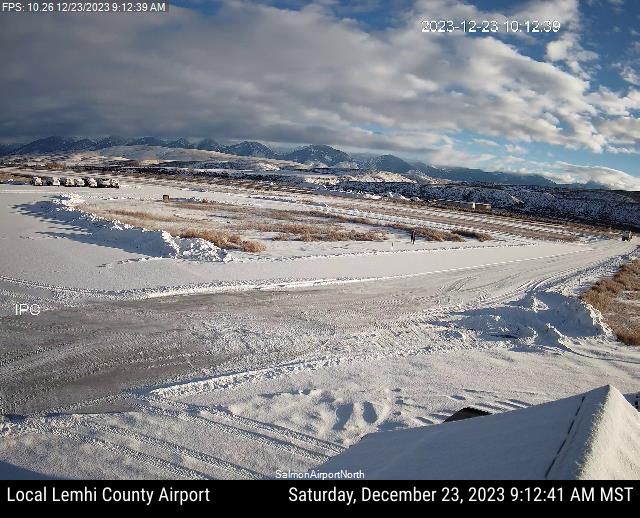 FPS: 10.26 12/23/2023 9:12:39 AM
2023-12-23 10:12:39
IPC
SalmonAirportNorth
Local Lemhi County Airport Saturday, December 23, 2023 9:12:41 AM MST